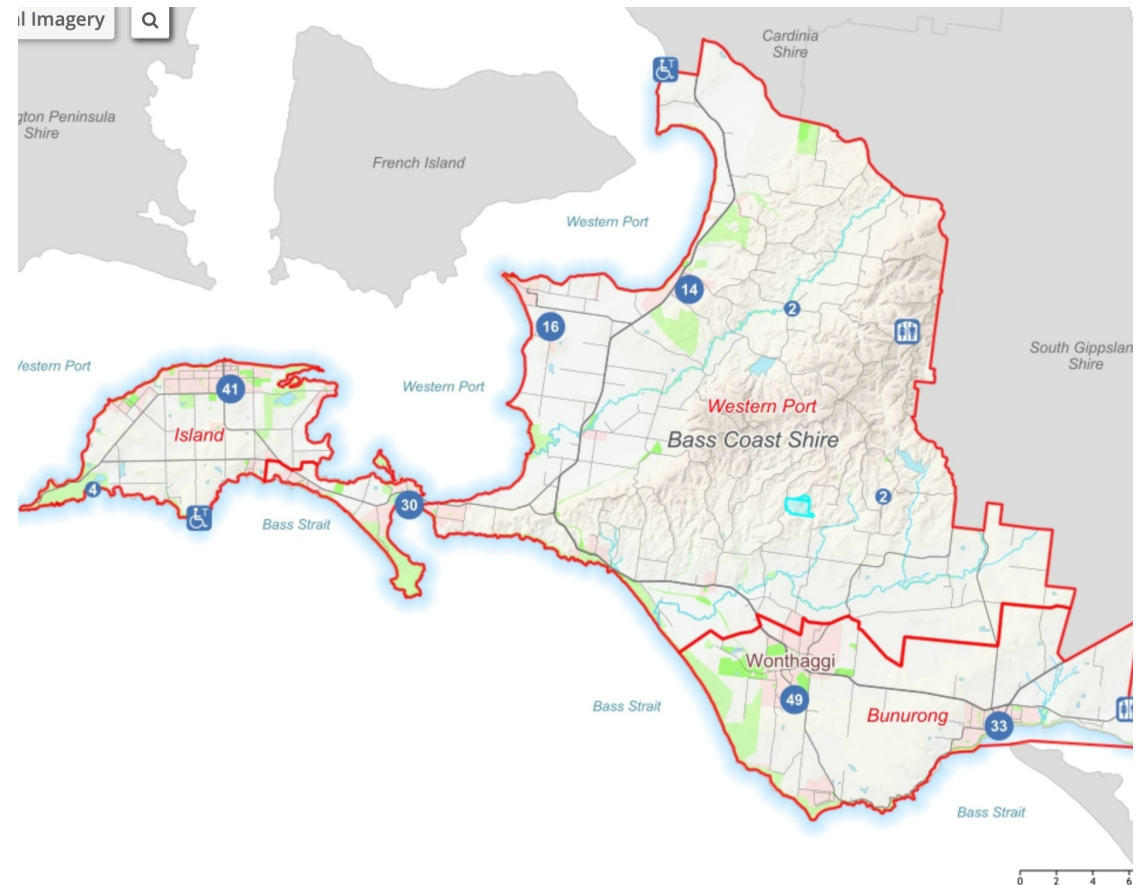 al Imagery
Cardinia
Shire
T
gton Peninsula
Shire
French Island
Western Port
14
2
16
South Gippslan
Shire
Western Port
Western Port
41
Western Port
Island
Bass Coast Shire
4
2
30
T
Bass Strait
Wonthaggi
49
Bass Strait
Bunurong
33
Bass Strait
0 2 4 6